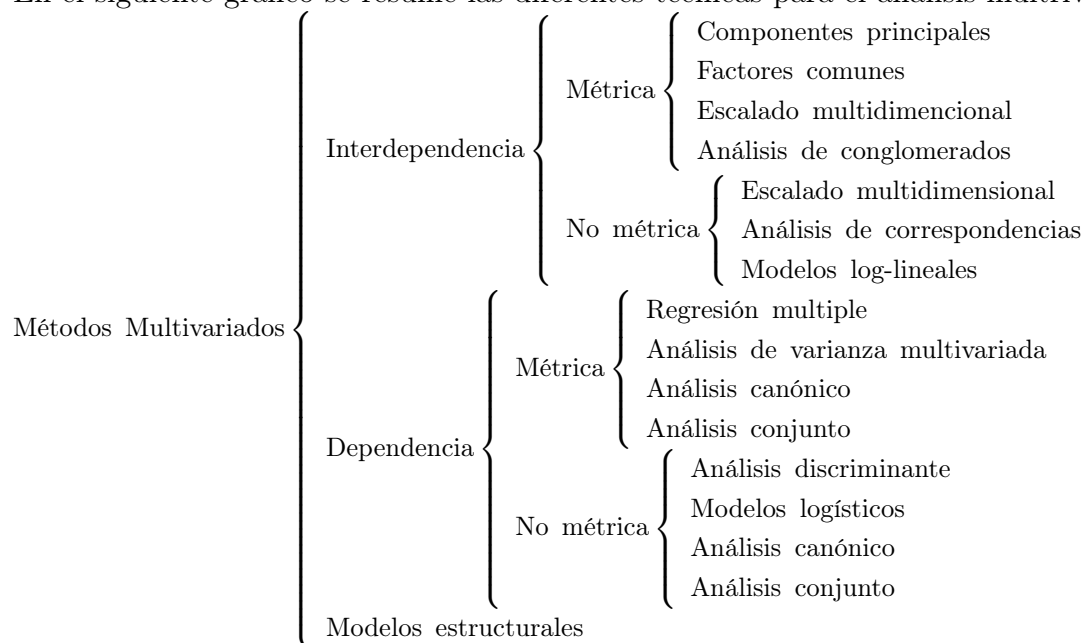 En el siguiente gráfico se resume las diferentes técnicas para el análisis
Componentes principales
Factores comunes
Métrica
Escalado multidimencional
Análisis de conglomerados
Interdependencia
Escalado multidimensional
No métrica
Análisis de correspondencias
Modelos log-lineales
Métodos Multivariados
Regresión multiple
Análisis de varianza multivariada
Métrica
Análisis canónico
Análisis conjunto
Dependencia
Análisis discriminante
Modelos logísticos
No métrica
Análisis canónico
Análisis conjunto
Modelos estructurales